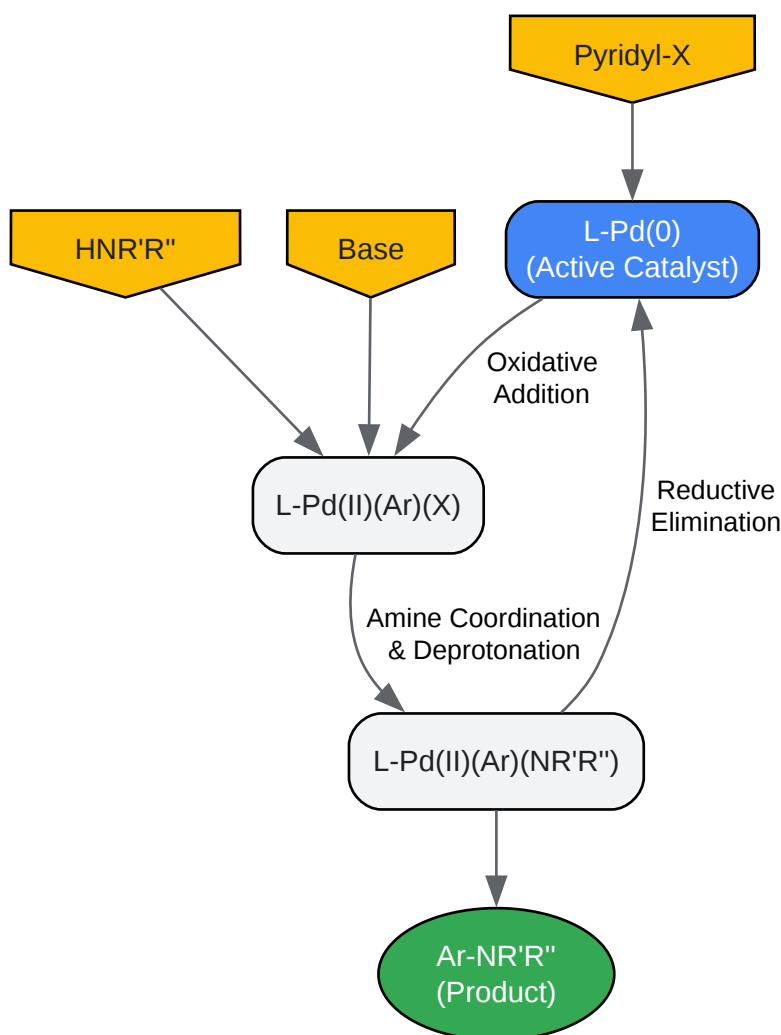 Pyridyl-X
HNR'R"
Base
L-Pd(0)
(Active Catalyst)
Oxidative
Addition
L-Pd(II)(Ar)(X)
Reductive
Elimination
Amine Coordination
& Deprotonation
L-Pd(II)(Ar)(NR'R")
Ar-NR'R"
(Product)